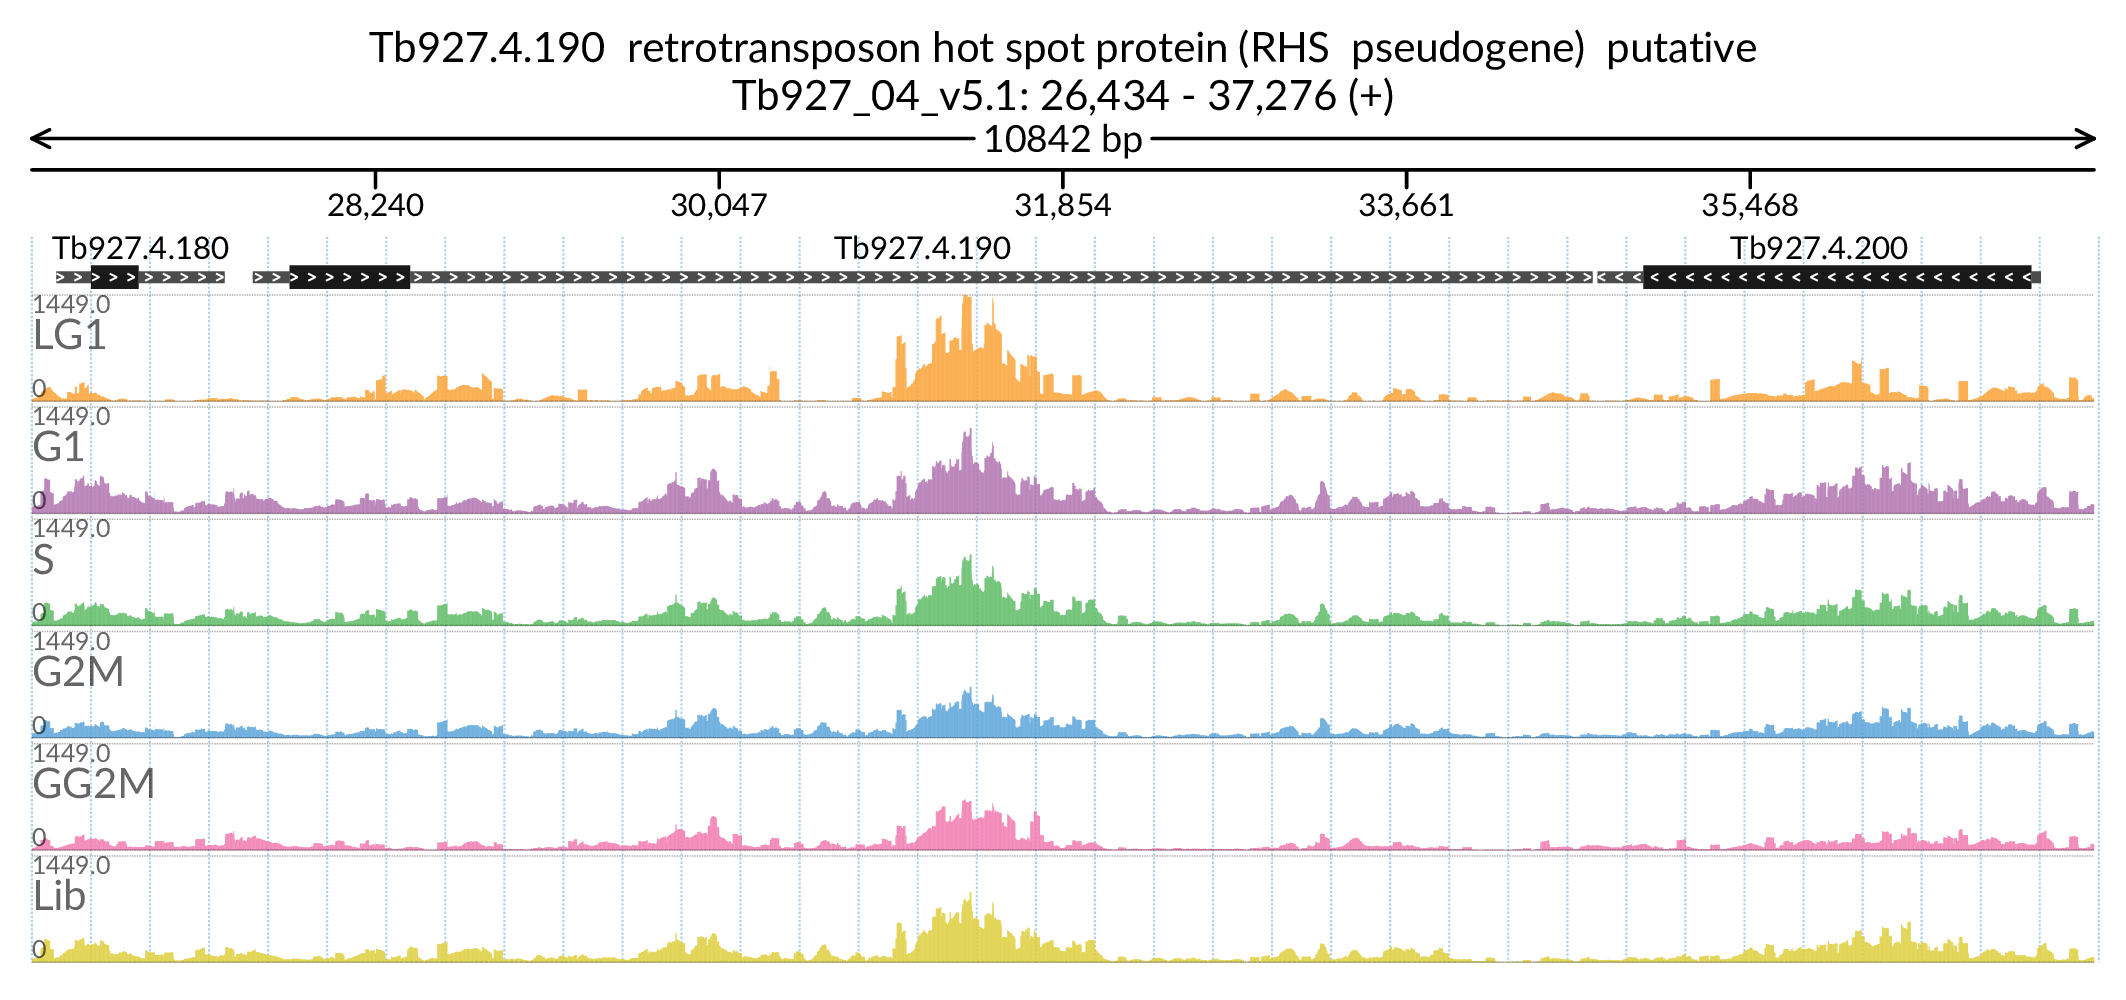 Tb927.4.190 retrotransposon hot spot protein (RHS pseudogene) putative
Tb927_04_v5.1: 26,434 - 37,276 (+)
10842 bp
28,240 30,047 31,854 33,661 35,468
Tb927.4.180 Tb927.4.190 Tb927.4.200
1449.0
LG1
0
1449.0
G1
0
1449.0
S
0
1449.0
G2M
0
1449.0
GG2M
0
1449.0
Lib
0